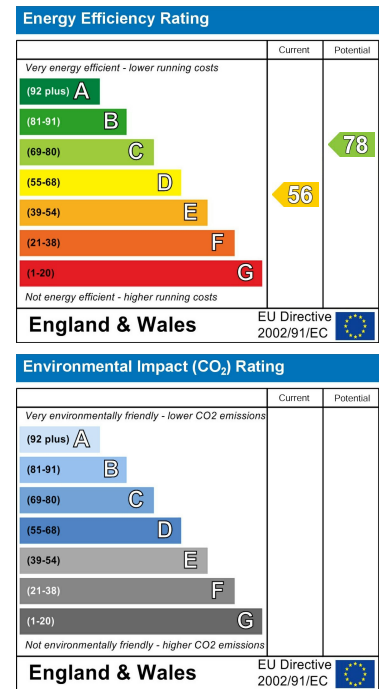 Energy Efficiency Rating
Current Potential
Very energy efficient - lower running costs
(92 plus) A
(81-91) B
(69-80) C
78
(55-68) D
56
(39-54) E
(21-38) F
(1-20) G
Not energy efficient - higher running costs
England & Wales
EU Directive
2002/91/EC
Environmental Impact (CO₂) Rating
Current Potential
Very environmentally friendly - lower CO2 emissions
(92 plus) A
(81-91) B
(69-80) C
(55-68) D
(39-54) E
(21-38) F
(1-20) G
Not environmentally friendly - higher CO2 emissions
England & Wales
EU Directive
2002/91/EC